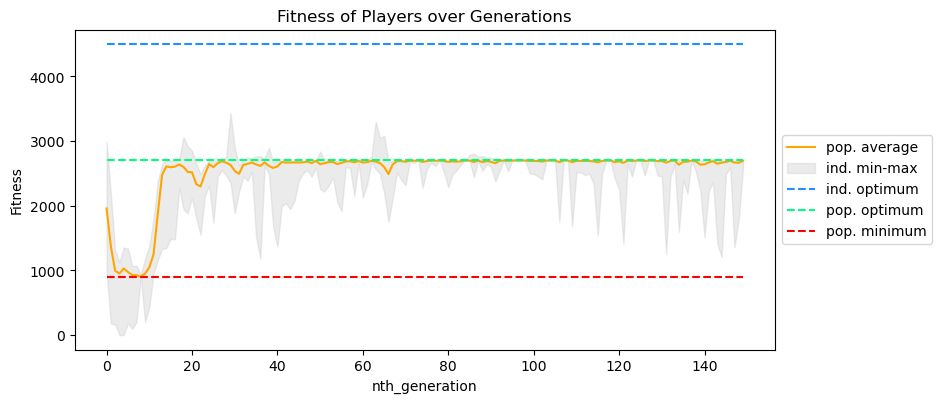 Fitness of Players over Generations
Fitness
4000
3000
2000
1000
0
0 20 40 60 80 100 120 140
nth_generation
pop. average
ind. min-max
ind. optimum
pop. optimum
pop. minimum